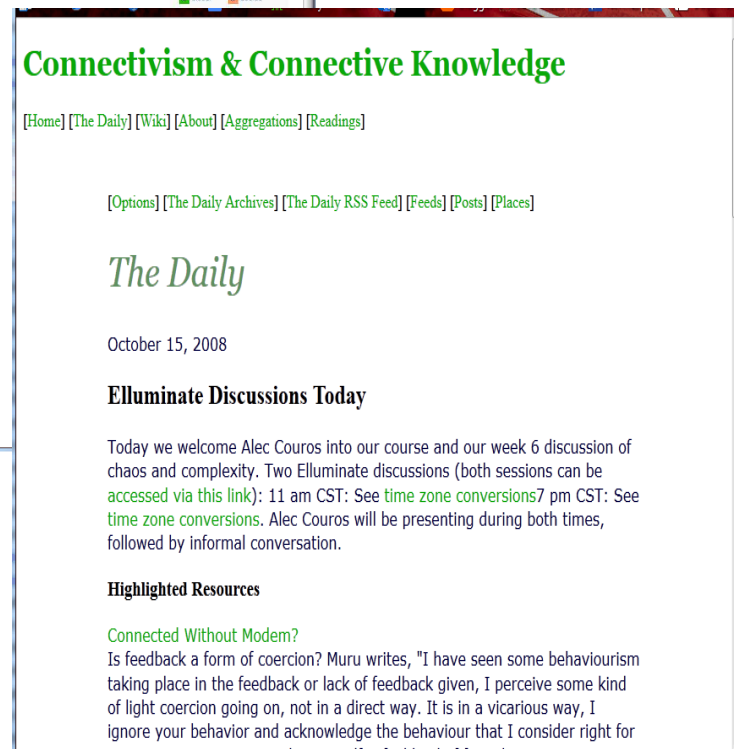 Connectivism & Connective Knowledge
[Home] [The Daily] [Wiki] [About] [Aggregations] [Readings]
[Options] [The Daily Archives] [The Daily RSS Feed] [Feeds] [Posts] [Places]
The Daily
October 15, 2008
Elluminate Discussions Today
Today we welcome Alec Couros into our course and our week 6 discussion of
chaos and complexity. Two Elluminate discussions (both sessions can be
accessed via this link): 11 am CST: See time zone conversions7 pm CST: See
time zone conversions. Alec Couros will be presenting during both times,
followed by informal conversation.
Highlighted Resources
Connected Without Modem?
Is feedback a form of coercion? Muru writes, "I have seen some behaviourism
taking place in the feedback or lack of feedback given, I perceive some kind
of light coercion going on, not in a direct way. It is in a vicarious way, I
ignore your behavior and acknowledge the behaviour that I consider right for